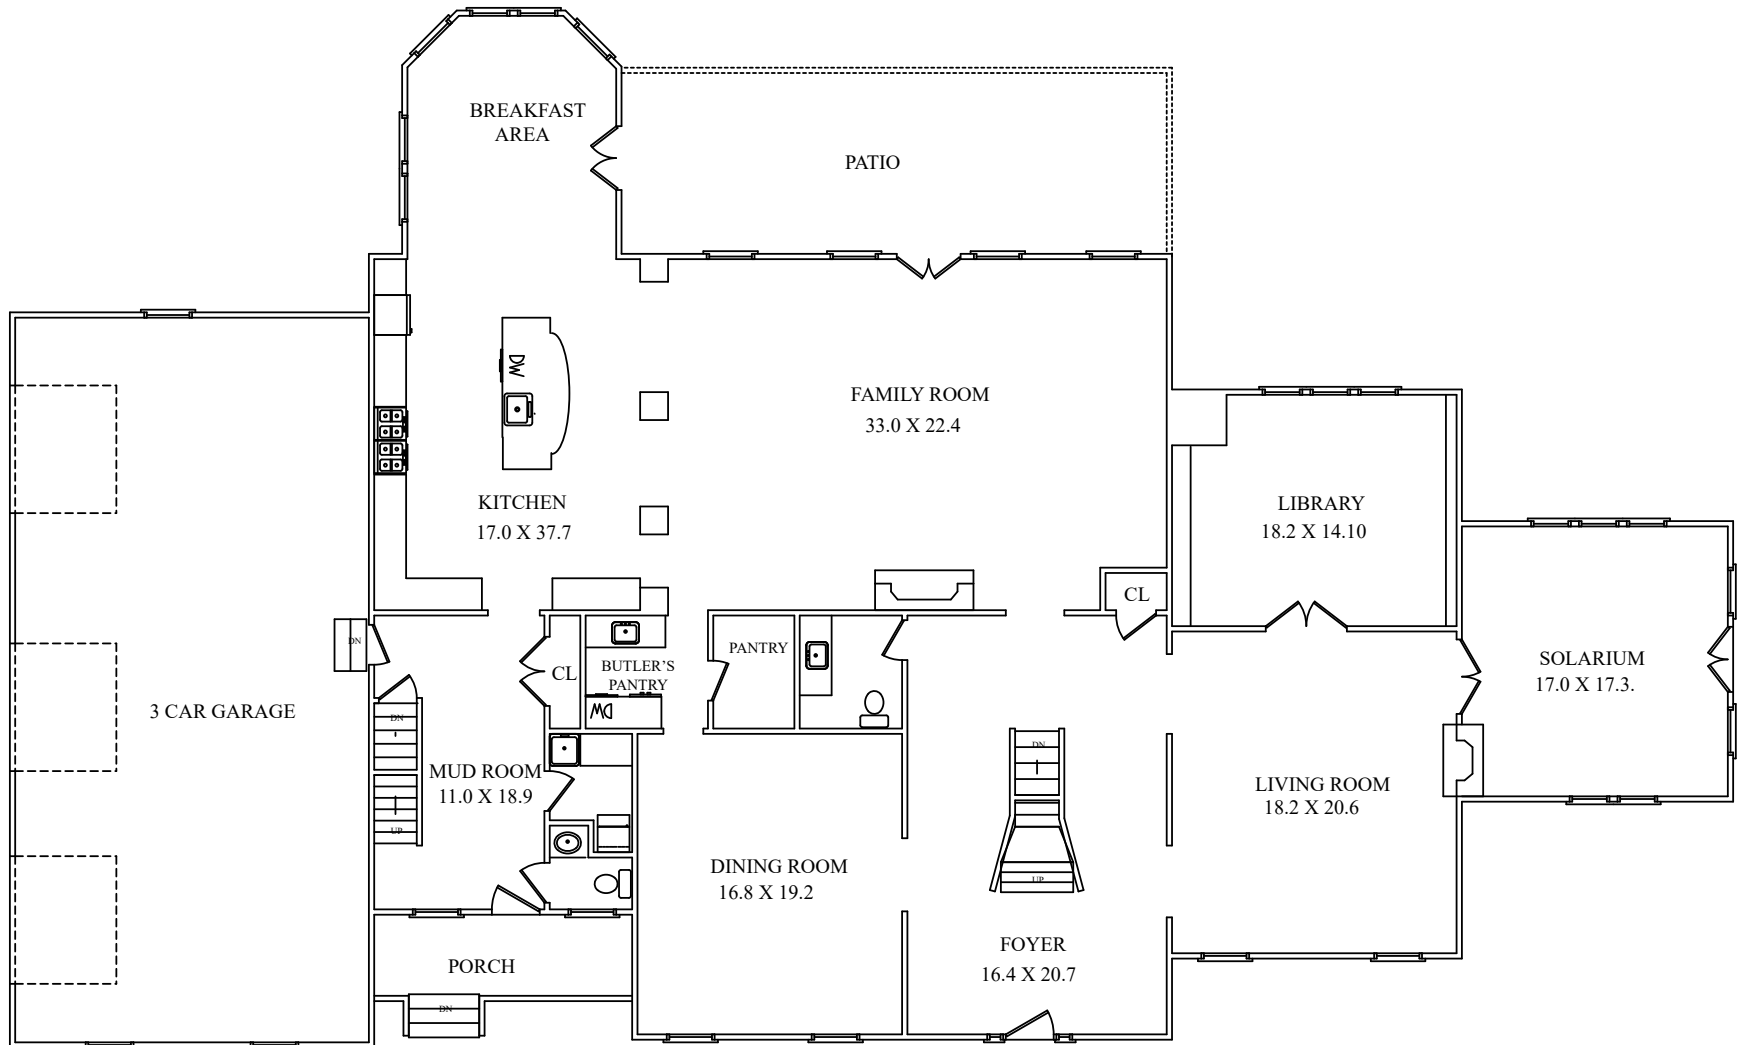 BREAKFAST
AREA
PATIO
DW
FAMILY ROOM
33.0 X 22.4
KITCHEN
17.0 X 37.7
LIBRARY
18.2 X 14.10
CL
DN
CL
BUTLER'S
PANTRY
DW
PANTRY
SOLARIUM
17.0 X 17.3.
3 CAR GARAGE
DN
MUD ROOM
11.0 X 18.9
UP
DN
LIVING ROOM
18.2 X 20.6
DINING ROOM
16.8 X 19.2
UP
FOYER
16.4 X 20.7
PORCH
DN